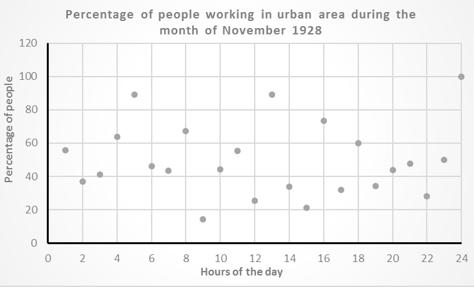 Percentage of people working in urban area during the
month of November 1928
120
100
80
60
40
20
0
Percentage of people
0 2 4 6 8 10 12 14 16 18 20 22 24
Hours of the day